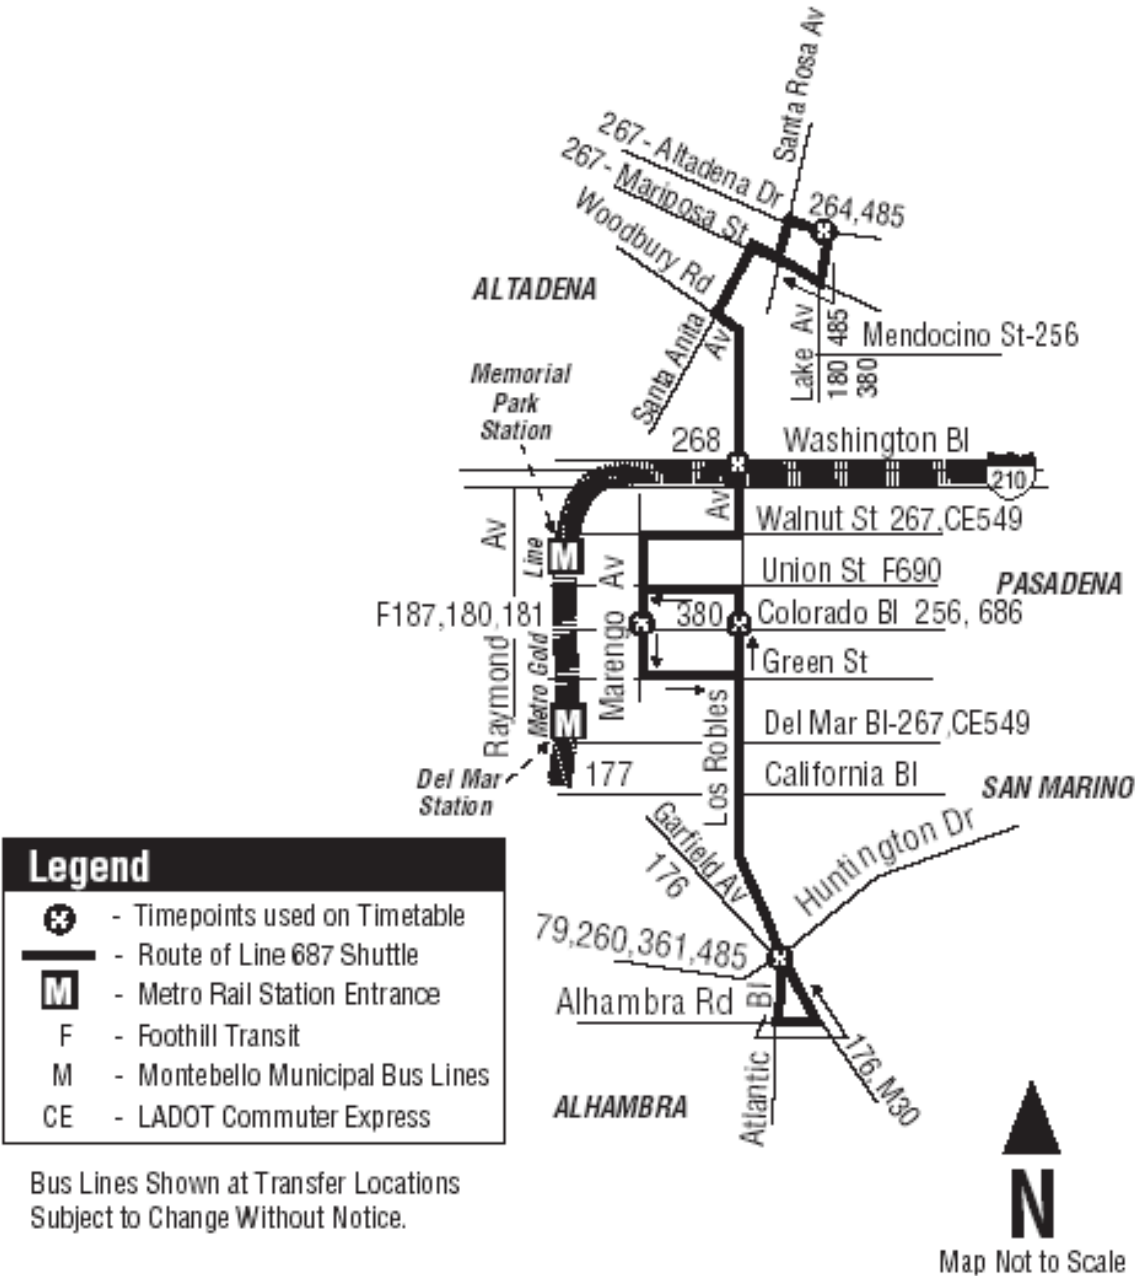 Santa Rosa Av
267- Altadena Dr
267- Mariposa St
264,485
Woodbury Rd
ALTADENA
Santa Anita
Av
Lake Av
180 485
380
Mendocino St-256
Memorial
Park
Station
268
Washington Bl
210
Av
Av
Walnut St 267,CE549
Line
Av
Union St F690
PASADENA
F187,180,181
380
Colorado Bl 256, 686
Marengo
Green St
Raymond
Metro Gold
M
M
Del Mar Bl-267,CE549
Los Robles
Del Mar
Station
177
California Bl
SAN MARINO
Garfield Av
176
Huntington Dr
79,260,361,485
Alhambra Rd
Bl
Atlantic
176,M30
ALHAMBRA
Legend
- Timepoints used on Timetable
- Route of Line 687 Shuttle
M - Metro Rail Station Entrance
F - Foothill Transit
M - Montebello Municipal Bus Lines
CE - LADOT Commuter Express
Bus Lines Shown at Transfer Locations
Subject to Change Without Notice.
N
Map Not to Scale